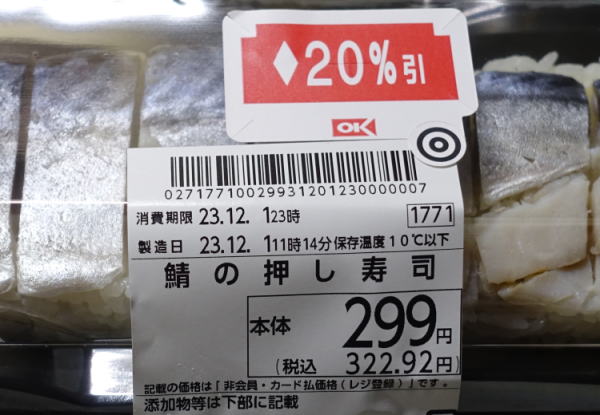 ♦20%引
OK
0271771002993120123000007
消費期限 23.12. 1 23時
1771
製造日 23.12. 1 11時14分 保存温度10℃以下
鯖の押し寿司
本体 299円
(税込 322.92円)
記載の価格は「非会員・カード払価格(レジ登録)」です。
添加物等は下部に記載